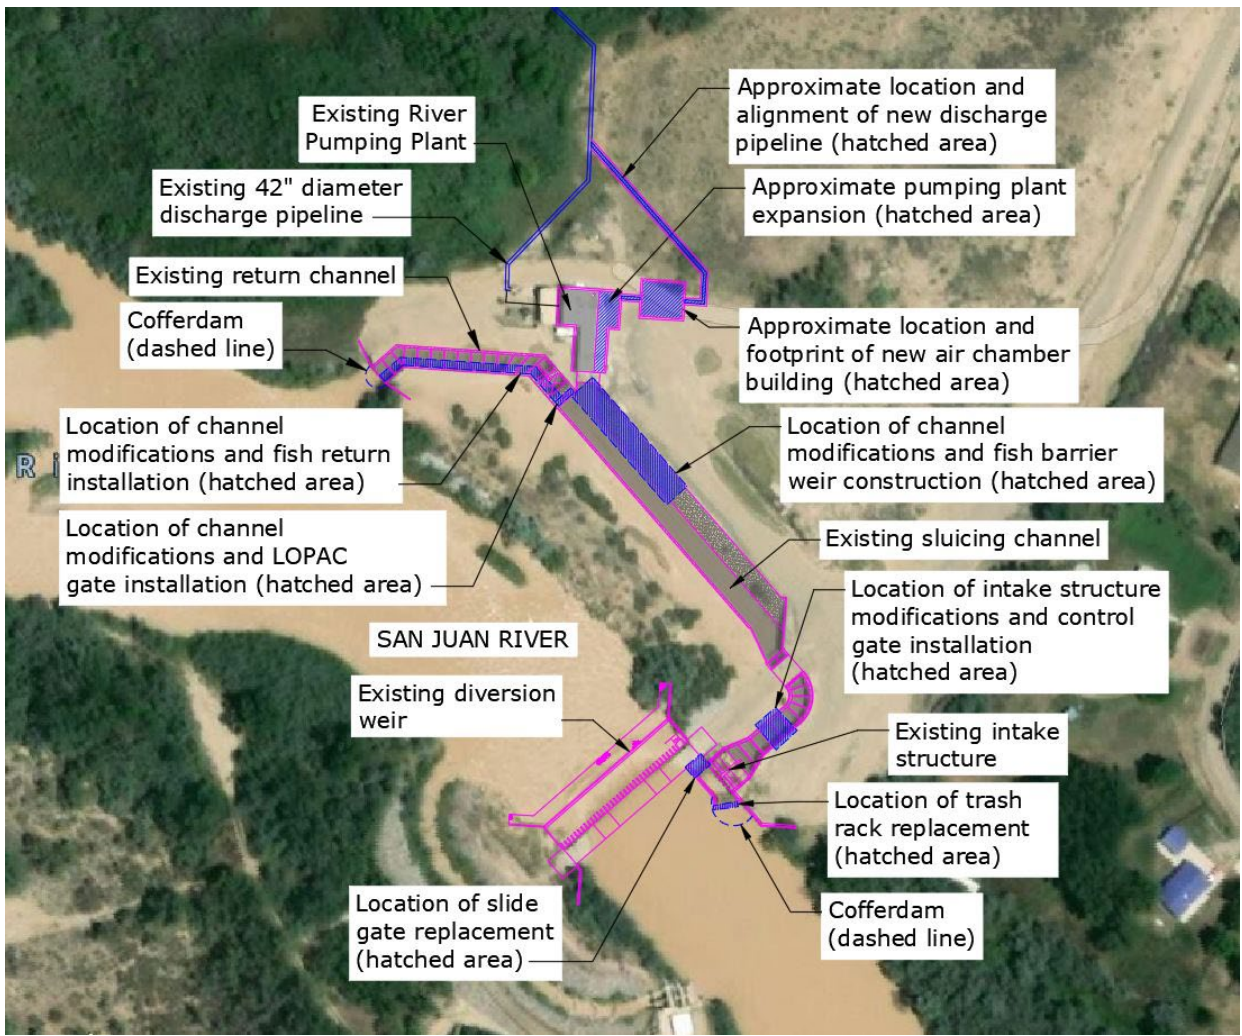 Approximate location and
alignment of new discharge
pipeline (hatched area)
Existing River
Pumping Plant
Existing 42" diameter
discharge pipeline
Approximate pumping plant
expansion (hatched area)
Existing return channel
Cofferdam
(dashed line)
Approximate location and
footprint of new air chamber
building (hatched area)
Location of channel
modifications and fish return
installation (hatched area)
Location of channel
modifications and fish barrier
weir construction (hatched area)
R i
Location of channel
modifications and LOPAC
gate installation (hatched area)
Existing sluicing channel
Location of intake structure
modifications and control
gate installation
(hatched area)
SAN JUAN RIVER
Existing diversion
weir
Existing intake
structure
Location of trash
rack replacement
(hatched area)
Location of slide
gate replacement
(hatched area)
Cofferdam
(dashed line)